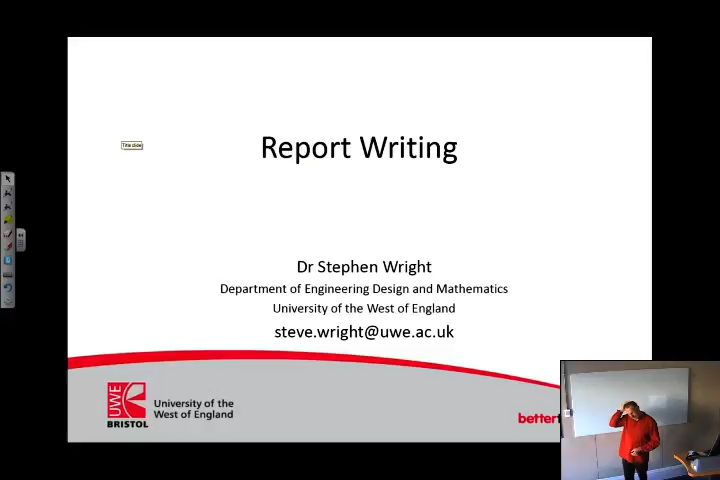 Title slide
Report Writing
Dr Stephen Wright
Department of Engineering Design and Mathematics
University of the West of England
steve.wright@uwe.ac.uk
UWE
BRISTOL
University of the
West of England
better